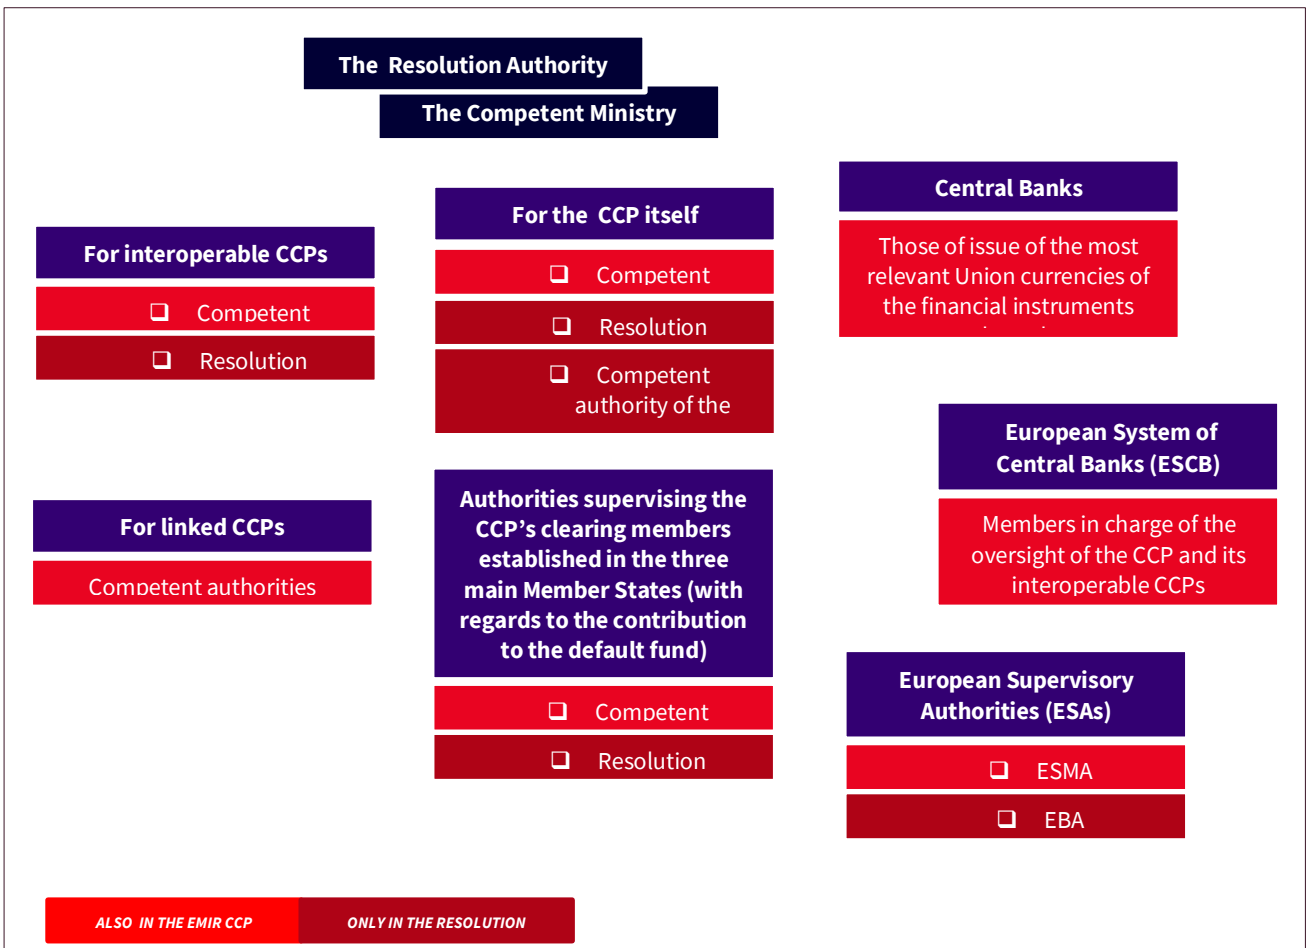 The Resolution Authority
The Competent Ministry
For interoperable CCPs
❑ Competent
❑ Resolution
For the CCP itself
❑ Competent
❑ Resolution
❑ Competent
authority of the
Central Banks
Those of issue of the most
relevant Union currencies of
the financial instruments
European System of
Central Banks (ESCB)
Members in charge of the
oversight of the CCP and its
interoperable CCPs
For linked CCPs
Competent authorities
Authorities supervising the
CCP’s clearing members
established in the three
main Member States (with
regards to the contribution
to the default fund)
❑ Competent
❑ Resolution
European Supervisory
Authorities (ESAs)
❑ ESMA
❑ EBA
ALSO IN THE EMIR CCP
ONLY IN THE RESOLUTION